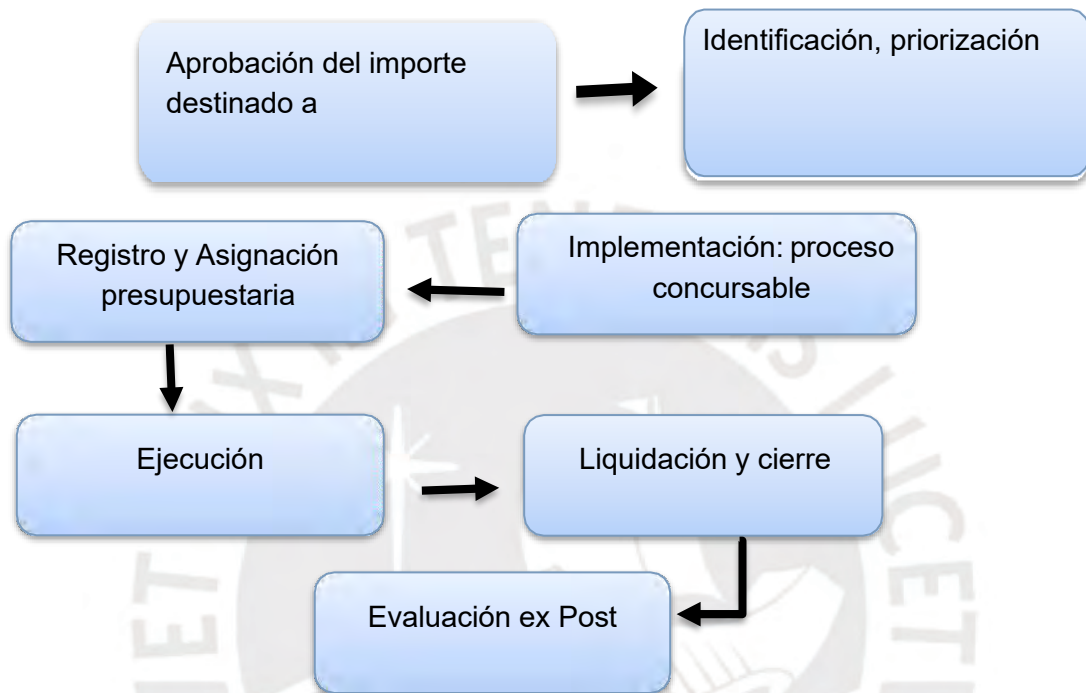 Aprobación del importe
destinado a
Identificación, priorización
Implementación: proceso
concursable
Registro y Asignación
presupuestaria
Ejecución
Liquidación y cierre
Evaluación ex Post